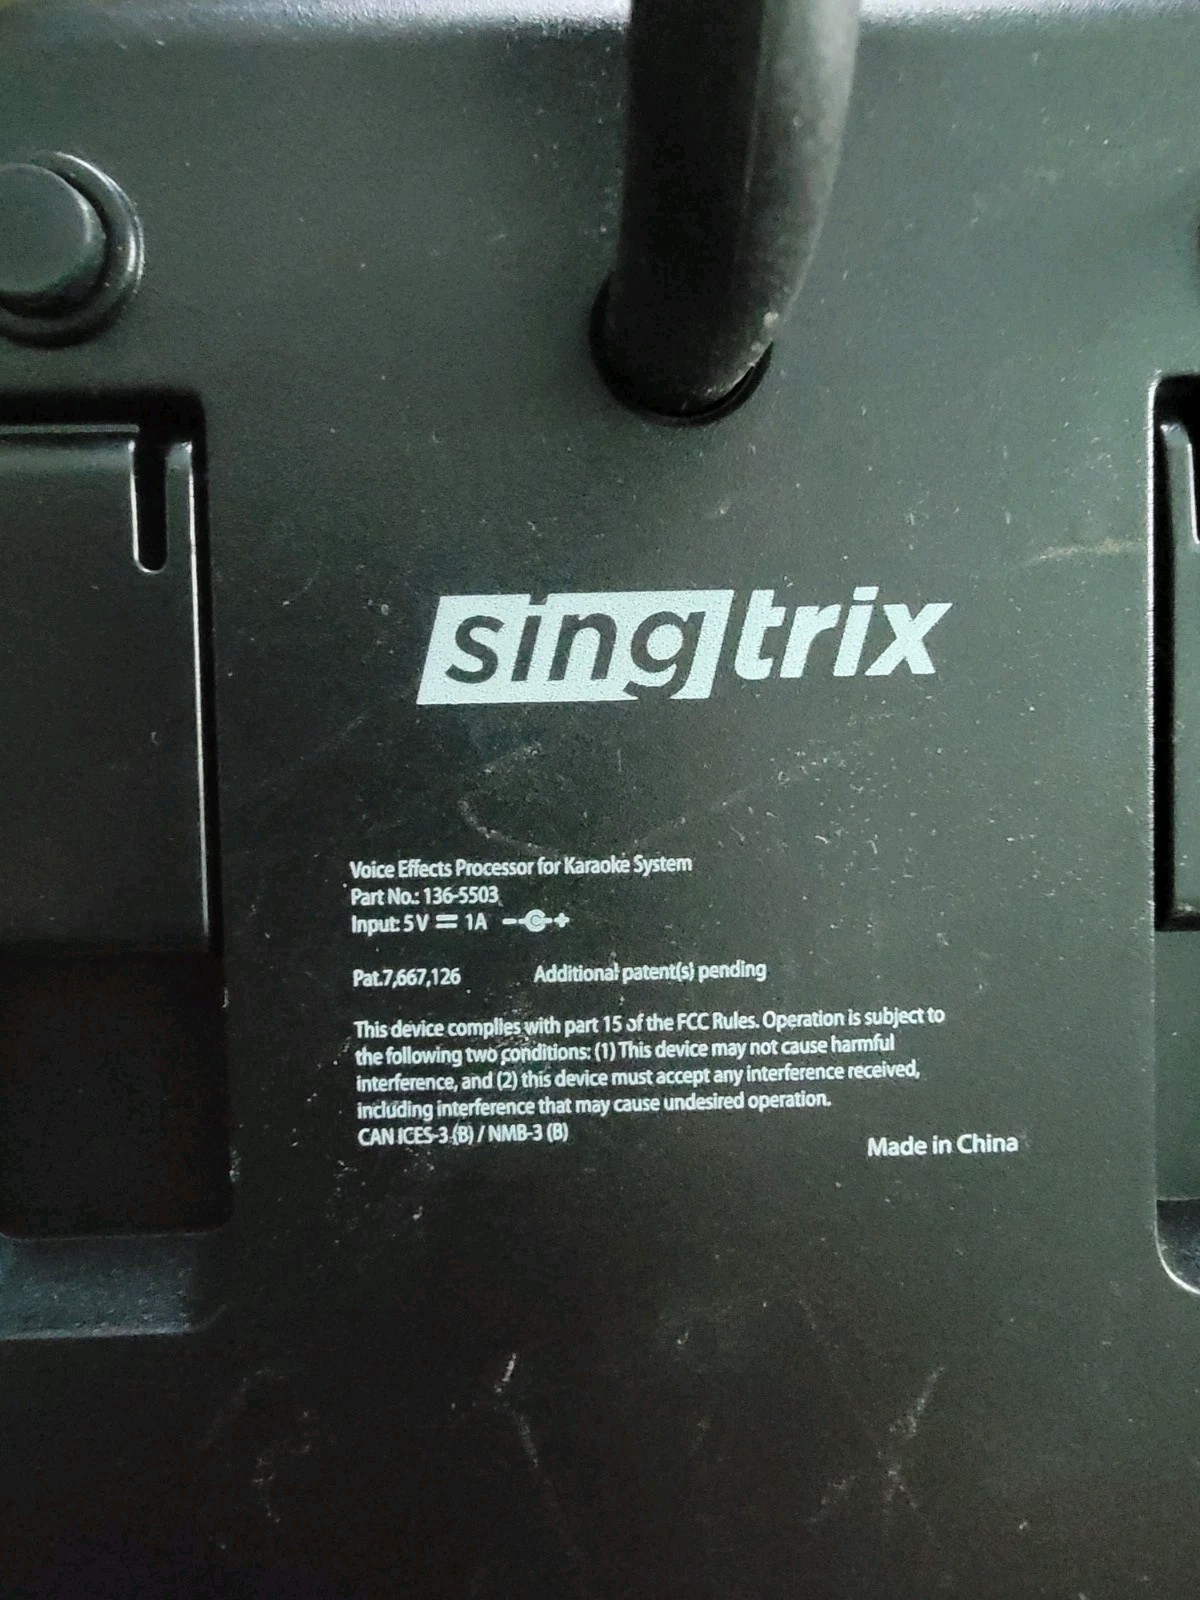 singtrix
Voice Effects Processor for Karaoke System
Part No.: 136-5503
Input: 5V ⎓ 1A
Pat.7,667,126 Additional patent(s) pending
This device complies with part 15 of the FCC Rules. Operation is subject to
the following two conditions: (1) This device may not cause harmful
interference, and (2) this device must accept any interference received,
including interference that may cause undesired operation.
CAN ICES-3 (B) / NMB-3 (B)
Made in China